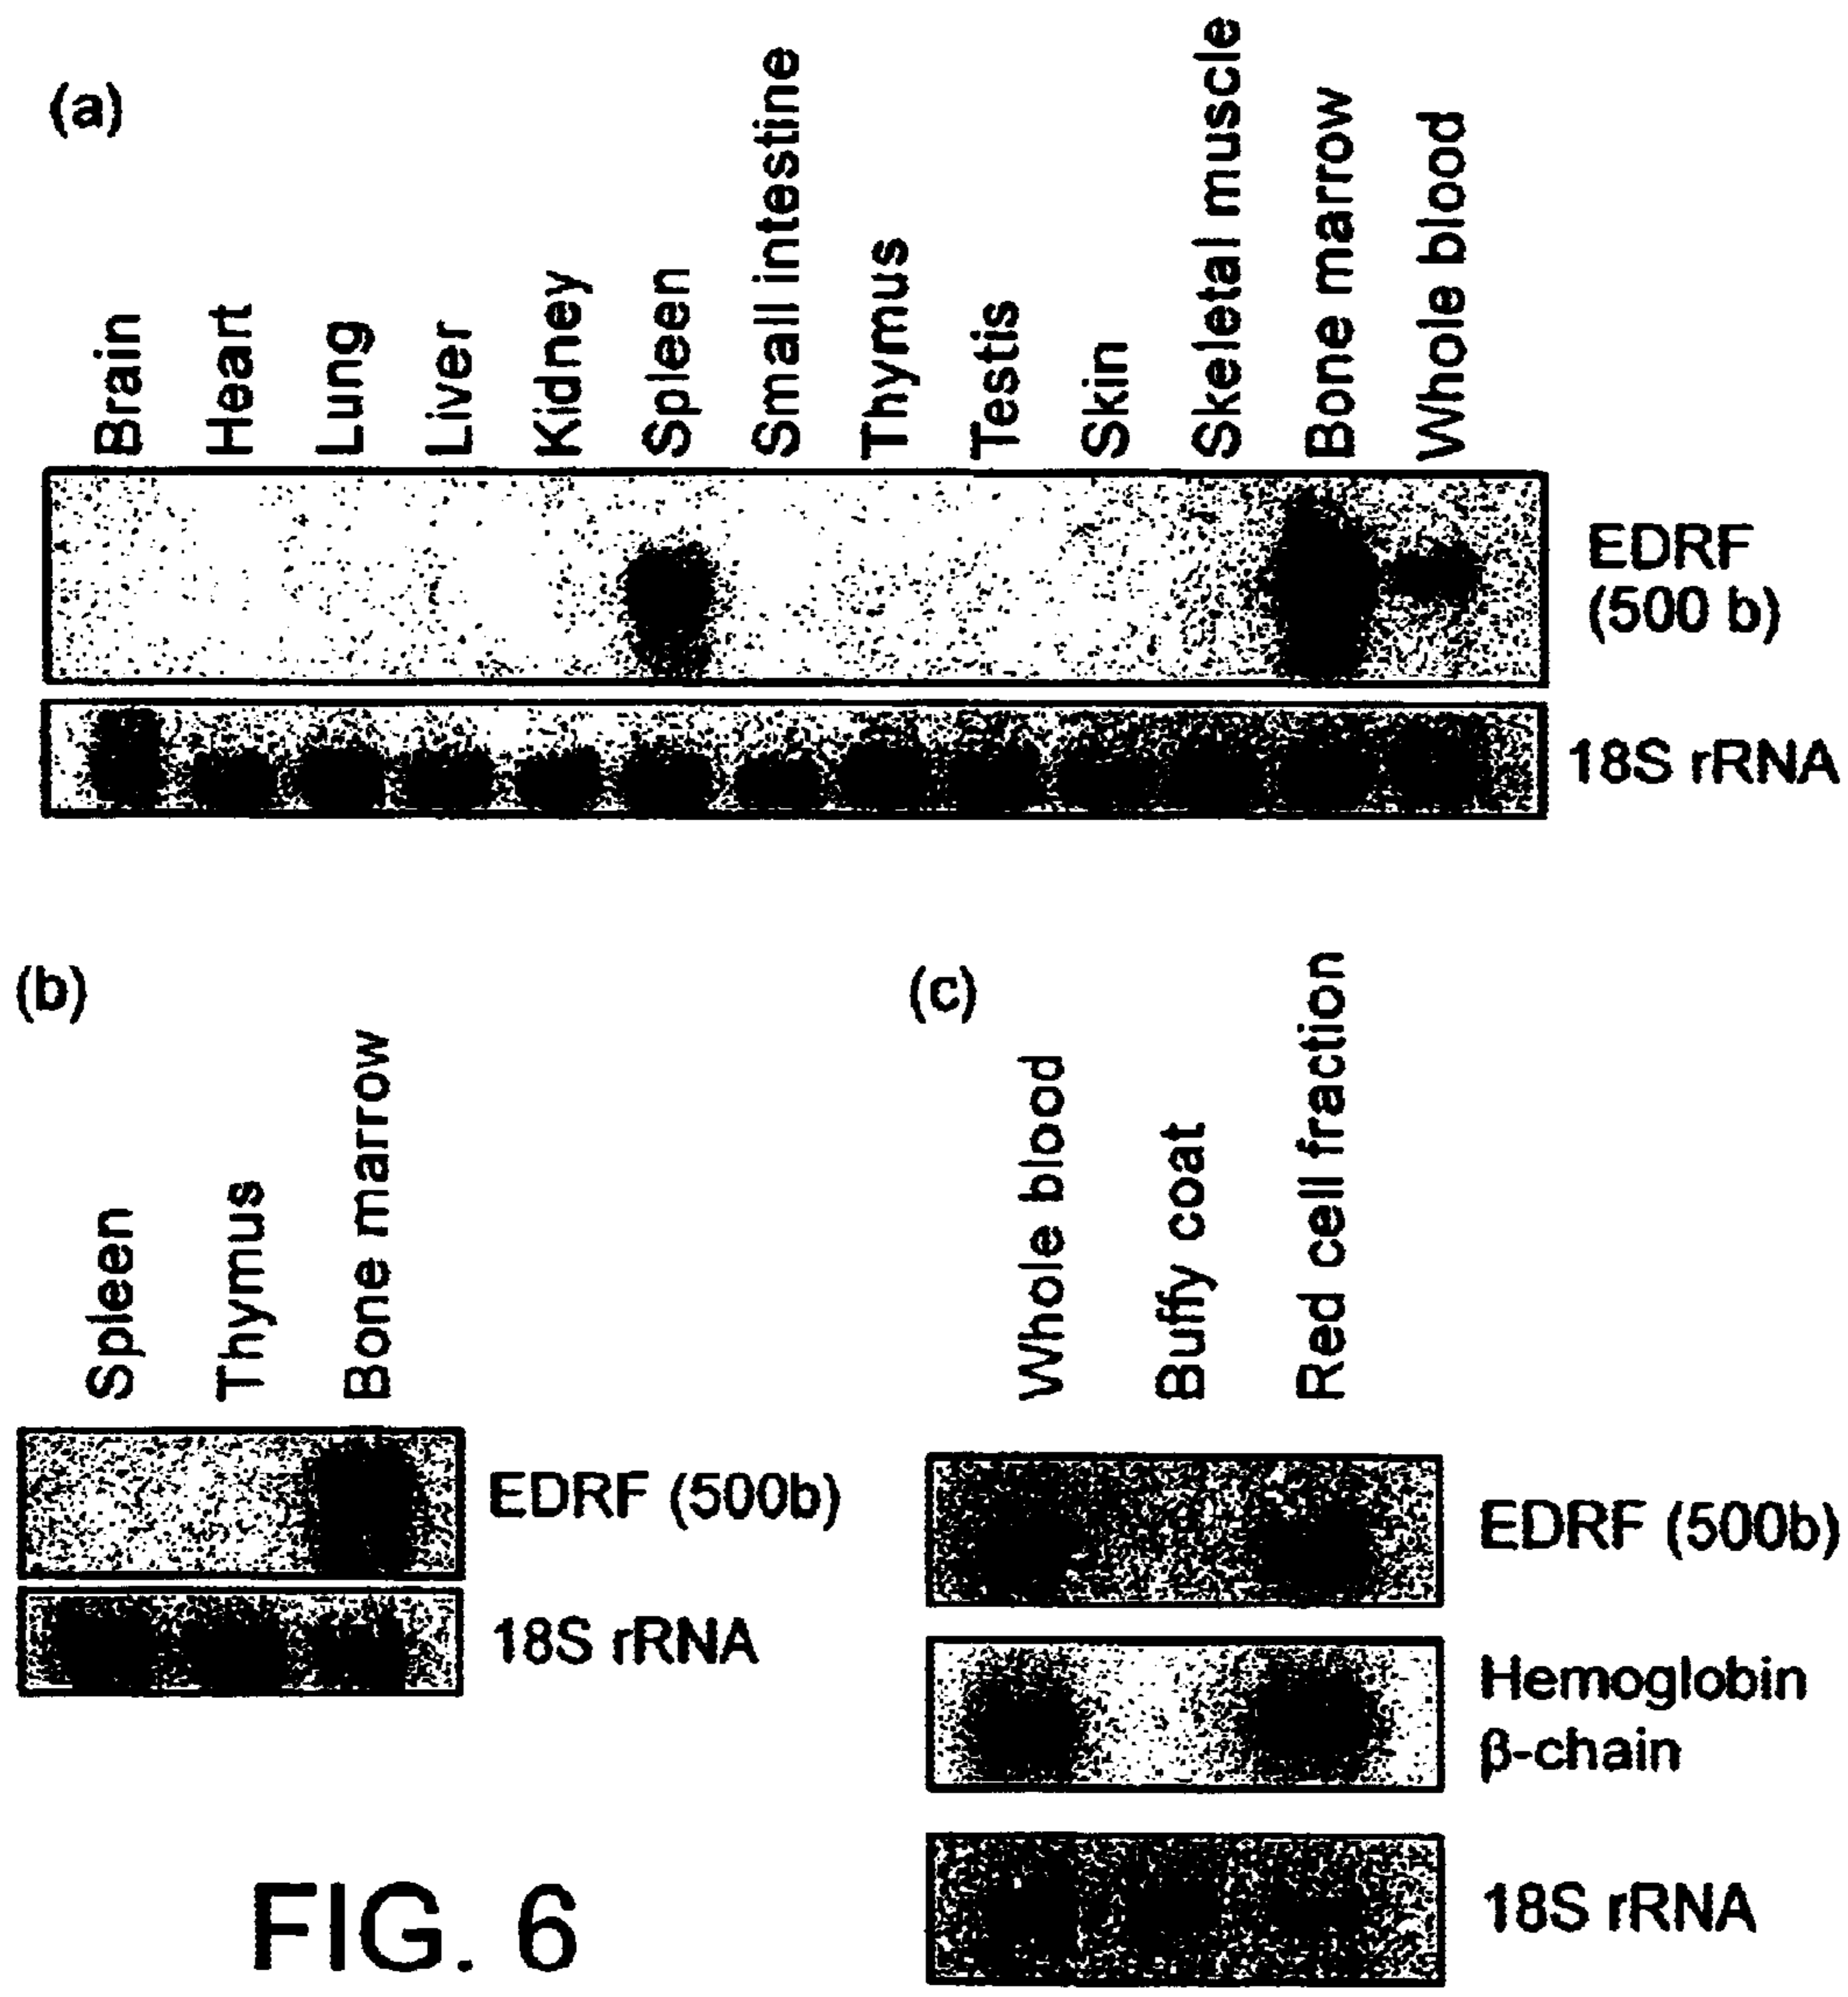 (a)
Brain
Heart
Lung
Liver
Kidney
Spleen
Small intestine
Thymus
Testis
Skin
Skeletal muscle
Bone marrow
Whole blood
EDRF
(500 b)
18S rRNA
(b)
Spleen
Thymus
Bone marrow
EDRF (500b)
18S rRNA
(c)
Whole blood
Buffy coat
Red cell fraction
EDRF (500b)
Hemoglobin
β-chain
18S rRNA
FIG. 6